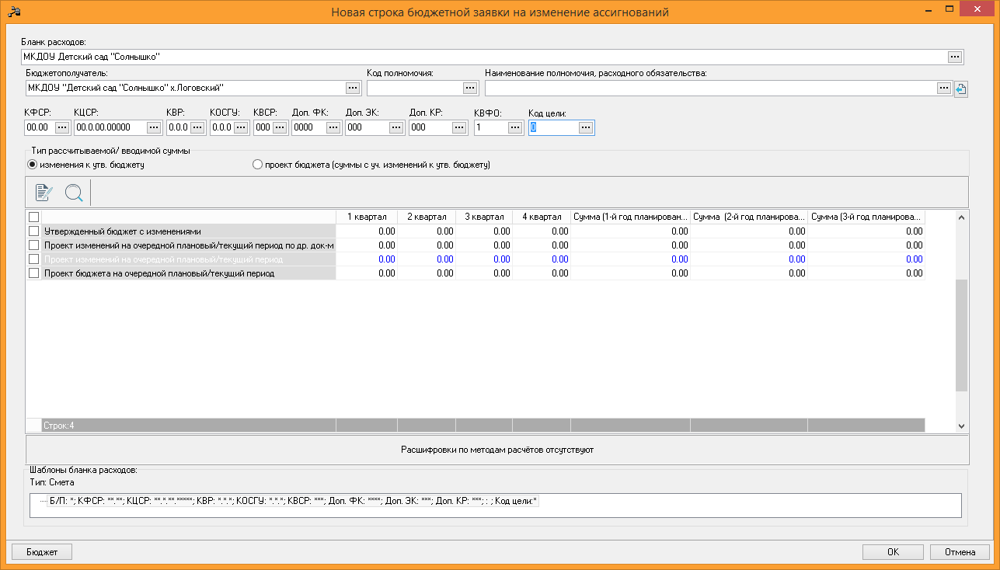 Новая строка бюджетной заявки на изменение ассигнований
Бланк расходов:
МКДОУ Детский сад "Солнышко"
Бюджетополучатель: Код полномочия: Наименование полномочия, расходного обязательства:
МКДОУ "Детский сад "Солнышко" х.Логовский"
КФСР: КЦСР: КВР: КОСГУ: КВСР: Доп. ФК: Доп. ЭК: Доп. КР: КВФО: Код цели:
00.00 00.0.00.00000 0.0.0 0.0.0 000 0000 000 000 1 0
Тип рассчитываемой/ вводимой суммы
изменения к утв. бюджету проект бюджета (суммы с уч. изменений к утв. бюджету)
1 квартал 2 квартал 3 квартал 4 квартал Сумма (1-й год планирован... Сумма (2-й год планирова... Сумма (3-й год планирова...
Утвержденный бюджет с изменениями 0.00 0.00 0.00 0.00 0.00 0.00 0.00
Проект изменений на очередной плановый/текущий период по др. док-м 0.00 0.00 0.00 0.00 0.00 0.00 0.00
Проект изменений на очередной плановый/текущий период 0.00 0.00 0.00 0.00 0.00 0.00 0.00
Проект бюджета на очередной плановый/текущий период 0.00 0.00 0.00 0.00 0.00 0.00 0.00
Строк:4
Расшифровки по методам расчётов отсутствуют
Шаблоны бланка расходов:
Тип: Смета
Б/П: *; КФСР: **.**; КЦСР: **.*.**.*****; КВР: *.*.*; КОСГУ: *.*.*; КВСР: ***; Доп. ФК: ****; Доп. ЭК: ***; Доп. КР: ***; : ; Код цели:*
Бюджет OK Отмена